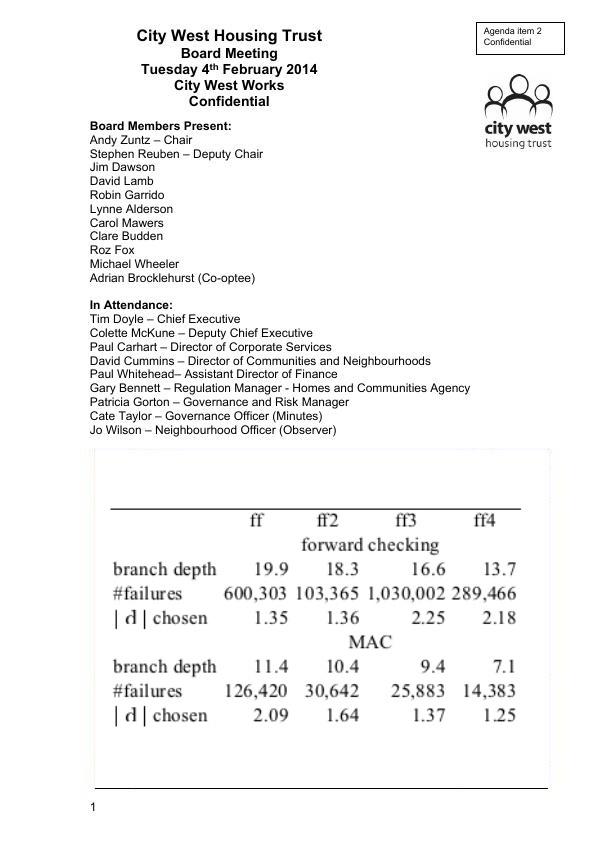 City West Housing Trust
Board Meeting
Tuesday 4th February 2014
City West Works
Confidential
Agenda item 2
Confidential
city west
housing trust
Board Members Present:
Andy Zuntz – Chair
Stephen Reuben – Deputy Chair
Jim Dawson
David Lamb
Robin Garrido
Lynne Alderson
Carol Mawers
Clare Budden
Roz Fox
Michael Wheeler
Adrian Brocklehurst (Co-optee)
In Attendance:
Tim Doyle – Chief Executive
Colette McKune – Deputy Chief Executive
Paul Carhart – Director of Corporate Services
David Cummins – Director of Communities and Neighbourhoods
Paul Whitehead– Assistant Director of Finance
Gary Bennett – Regulation Manager - Homes and Communities Agency
Patricia Gorton – Governance and Risk Manager
Cate Taylor – Governance Officer (Minutes)
Jo Wilson – Neighbourhood Officer (Observer)
ff ff2 ff3 ff4
forward checking
branch depth 19.9 18.3 16.6 13.7
#failures 600,303 103,365 1,030,002 289,466
| d | chosen 1.35 1.36 2.25 2.18
MAC
branch depth 11.4 10.4 9.4 7.1
#failures 126,420 30,642 25,883 14,383
| d | chosen 2.09 1.64 1.37 1.25
1